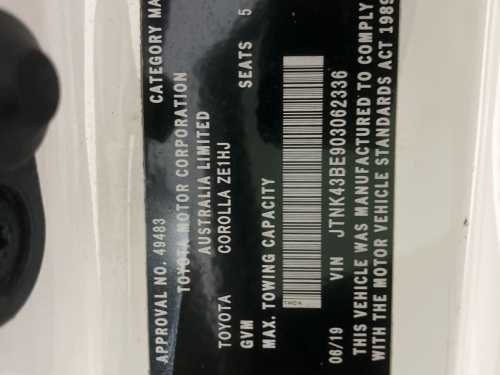 APPROVAL NO. 49483 CATEGORY MA
TOYOTA MOTOR CORPORATION
AUSTRALIA LIMITED
TOYOTA COROLLA ZE1HJ
GVM SEATS 5
MAX. TOWING CAPACITY
06/19 VIN JTNK43BE903062336
THIS VEHICLE WAS MANUFACTURED TO COMPLY
WITH THE MOTOR VEHICLE STANDARDS ACT 1989